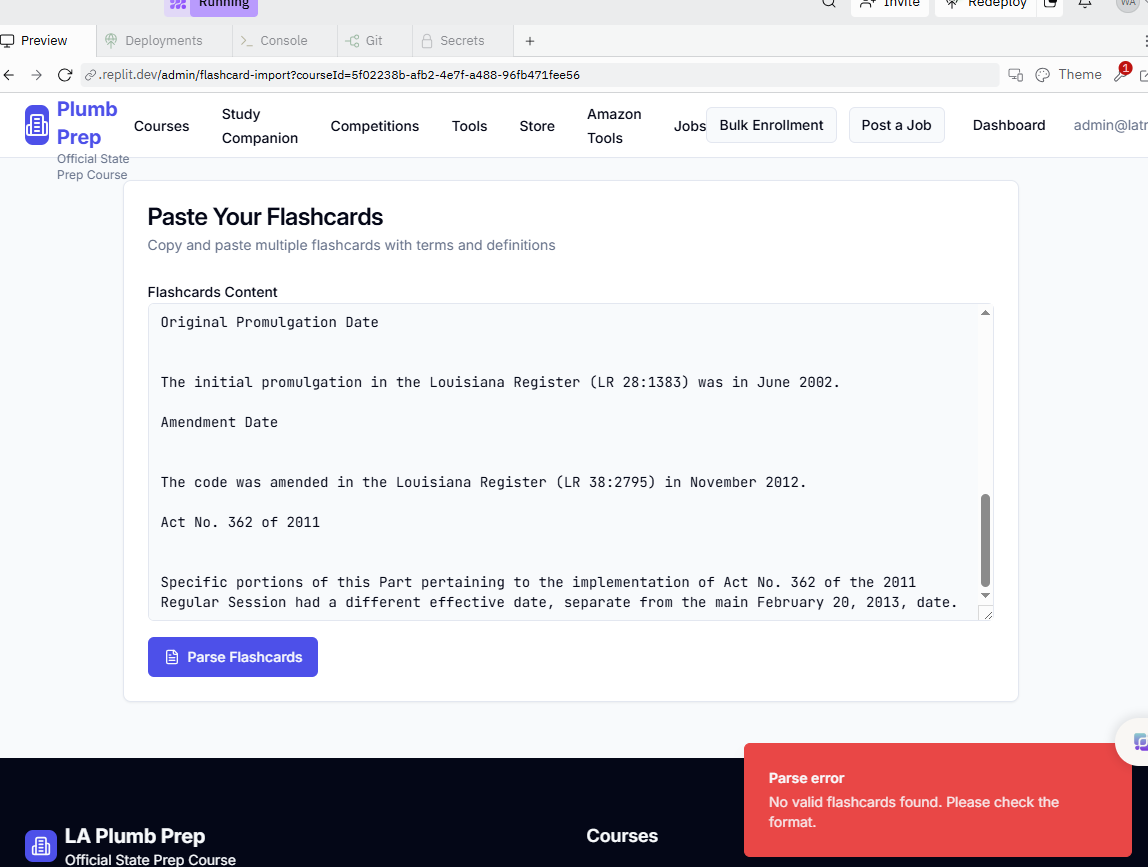 Running
Invite
Redeploy
WA
Preview
Deployments
Console
Git
Secrets
.replit.dev/admin/flashcard-import?courseId=5f02238b-afb2-4e7f-a488-96fb471fee56
Theme
1
Plumb Prep
Official State
Prep Course
Courses
Study
Companion
Competitions
Tools
Store
Amazon
Tools
Jobs
Bulk Enrollment
Post a Job
Dashboard
admin@latr
Paste Your Flashcards
Copy and paste multiple flashcards with terms and definitions
Flashcards Content
Original Promulgation Date
The initial promulgation in the Louisiana Register (LR 28:1383) was in June 2002.
Amendment Date
The code was amended in the Louisiana Register (LR 38:2795) in November 2012.
Act No. 362 of 2011
Specific portions of this Part pertaining to the implementation of Act No. 362 of the 2011
Regular Session had a different effective date, separate from the main February 20, 2013, date.
Parse Flashcards
Parse error
No valid flashcards found. Please check the
format.
LA Plumb Prep
Official State Prep Course
Courses